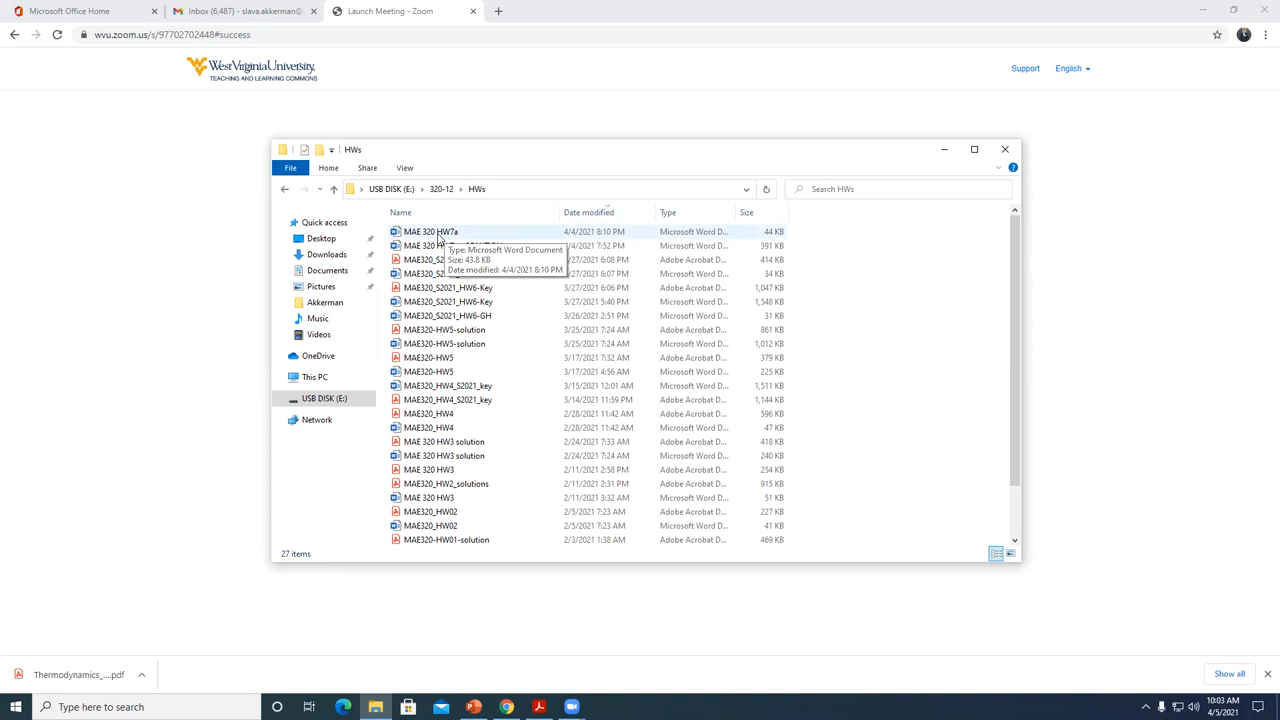 Microsoft Office Home
Inbox (6,487) - slava.akkerman@
Launch Meeting - Zoom
wvu.zoom.us/s/97702702448#success
WestVirginiaUniversity.
TEACHING AND LEARNING COMMONS
Support English
HWs
File Home Share View
USB DISK (E:) 320-12 HWs
Search HWs
Name Date modified Type Size
MAE 320 HW7a 4/4/2021 8:10 PM Microsoft Word D... 44 KB
MAE 320 /4/2021 7:52 PM Microsoft Word D... 391 KB
MAE320_S2 /27/2021 6:08 PM Adobe Acrobat D... 414 KB
MAE320_S2 /27/2021 6:07 PM Microsoft Word D... 34 KB
Type: Microsoft Word Document
Size: 43.8 KB
Date modified: 4/4/2021 8:10 PM
MAE320_S2021_HW6-Key 3/27/2021 6:06 PM Adobe Acrobat D... 1,047 KB
MAE320_S2021_HW6-Key 3/27/2021 5:40 PM Microsoft Word D... 1,548 KB
MAE320_S2021_HW6-GH 3/26/2021 2:51 PM Microsoft Word D... 31 KB
MAE320-HW5-solution 3/25/2021 7:24 AM Adobe Acrobat D... 861 KB
MAE320-HW5-solution 3/25/2021 7:24 AM Microsoft Word D... 1,012 KB
MAE320-HW5 3/17/2021 7:32 AM Adobe Acrobat D... 379 KB
MAE320-HW5 3/17/2021 4:56 AM Microsoft Word D... 225 KB
MAE320_HW4_S2021_key 3/15/2021 12:01 AM Microsoft Word D... 1,511 KB
MAE320_HW4_S2021_key 3/14/2021 11:59 PM Adobe Acrobat D... 1,144 KB
MAE320_HW4 2/28/2021 11:42 AM Adobe Acrobat D... 596 KB
MAE320_HW4 2/28/2021 11:42 AM Microsoft Word D... 47 KB
MAE 320 HW3 solution 2/24/2021 7:33 AM Adobe Acrobat D... 418 KB
MAE 320 HW3 solution 2/24/2021 7:24 AM Microsoft Word D... 240 KB
MAE 320 HW3 2/11/2021 2:58 PM Adobe Acrobat D... 254 KB
MAE320_HW2_solutions 2/11/2021 2:31 PM Adobe Acrobat D... 915 KB
MAE 320 HW3 2/11/2021 3:32 AM Microsoft Word D... 51 KB
MAE320_HW02 2/5/2021 7:23 AM Adobe Acrobat D... 227 KB
MAE320_HW02 2/5/2021 7:23 AM Microsoft Word D... 41 KB
MAE320-HW01-solution 2/3/2021 1:38 AM Adobe Acrobat D... 469 KB
Quick access
Desktop
Downloads
Documents
Pictures
Akkerman
Music
Videos
OneDrive
This PC
USB DISK (E:)
Network
27 items
Thermodynamics_....pdf
Show all
Type here to search
10:03 AM
4/5/2021